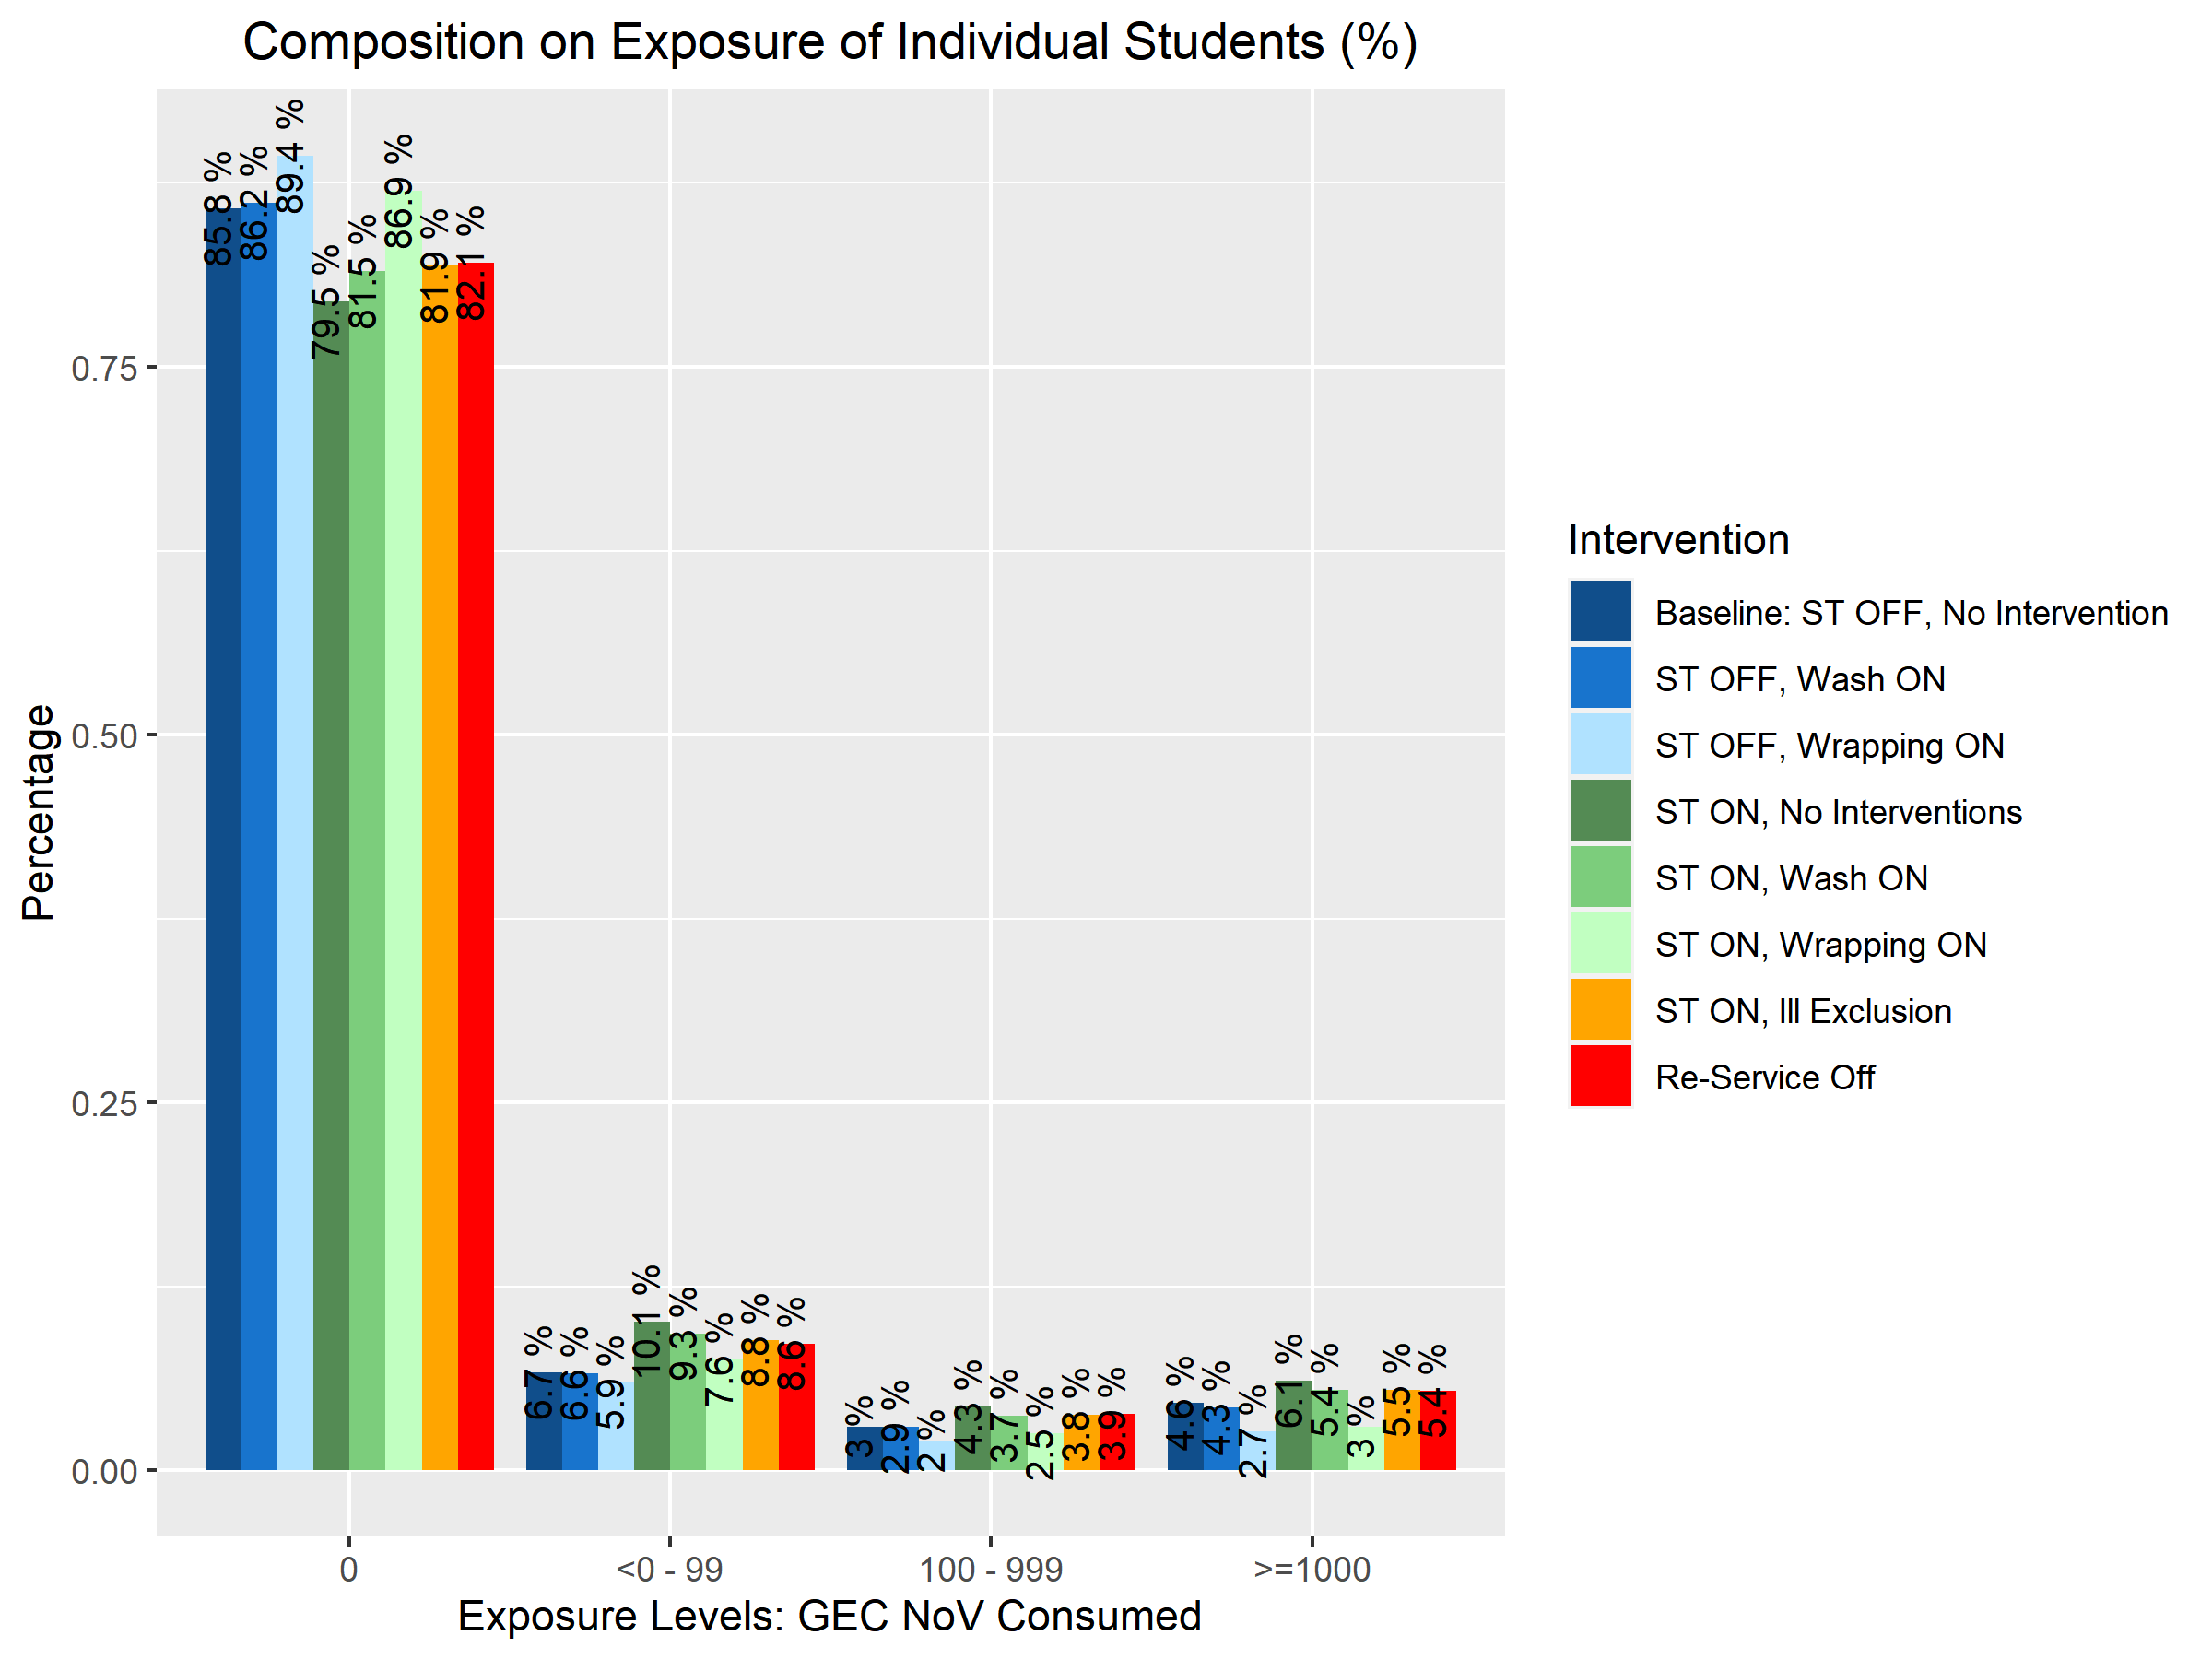 Composition on Exposure of Individual Students (%)
Percentage
0.75
0.50
0.25
0.00
85.8 %
86.2 %
89.4 %
79.5 %
81.5 %
86.9 %
81.9 %
82.1 %
6.7 %
6.6 %
5.9 %
10.1 %
9.3 %
7.6 %
8.8 %
8.6 %
3 %
2.9 %
2 %
4.3 %
3.7 %
2.5 %
3.8 %
3.9 %
4.6 %
4.3 %
2.7 %
6.1 %
5.4 %
3 %
5.5 %
5.4 %
0
<0 - 99
100 - 999
>=1000
Exposure Levels: GEC NoV Consumed
Intervention
Baseline: ST OFF, No Intervention
ST OFF, Wash ON
ST OFF, Wrapping ON
ST ON, No Interventions
ST ON, Wash ON
ST ON, Wrapping ON
ST ON, Ill Exclusion
Re-Service Off